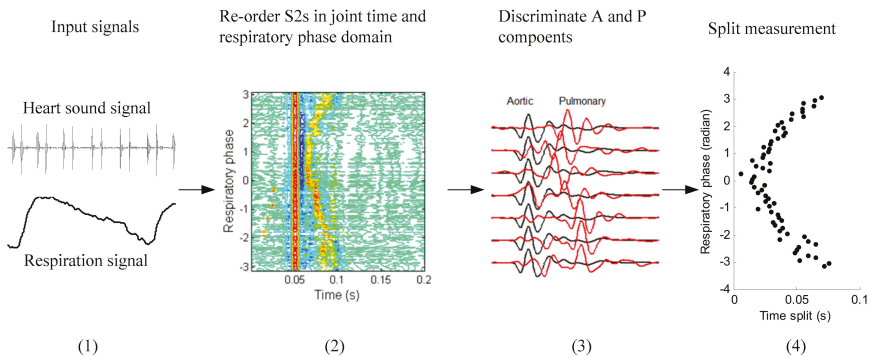 Input signals
Heart sound signal
Respiration signal
(1)
Re-order S2s in joint time and
respiratory phase domain
Respiratory phase
3
2
1
0
-1
-2
-3
0.05
0.1
0.15
0.2
Time (s)
(2)
Discriminate A and P
compoents
Aortic
Pulmonary
(3)
Split measurement
Respiratory phase (radian)
4
3
2
1
0
-1
-2
-3
-4
0
0.05
0.1
Time split (s)
(4)